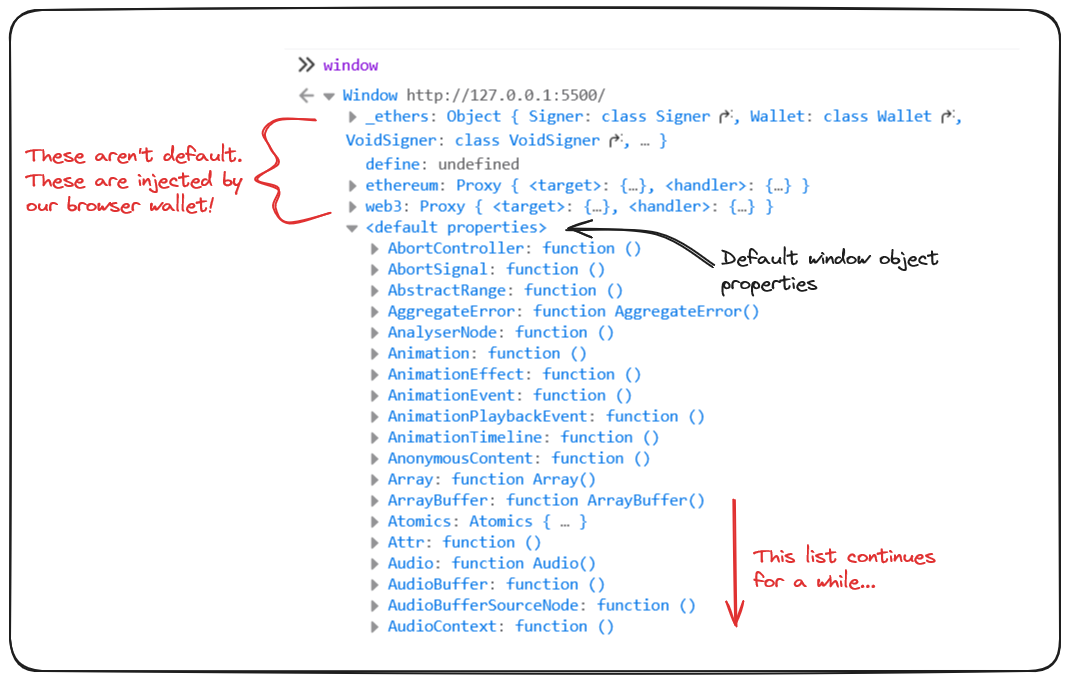 >> window
Window http://127.0.0.1:5500/
_ethers: Object { Signer: class Signer, Wallet: class Wallet,
VoidSigner: class VoidSigner, … }
define: undefined
ethereum: Proxy { <target>: {…}, <handler>: {…} }
web3: Proxy { <target>: {…}, <handler>: {…} }
These aren't default.
These are injected by
our browser wallet!
<default properties>
Default window object
properties
AbortController: function ()
AbortSignal: function ()
AbstractRange: function ()
AggregateError: function AggregateError()
AnalyserNode: function ()
Animation: function ()
AnimationEffect: function ()
AnimationEvent: function ()
AnimationPlaybackEvent: function ()
AnimationTimeline: function ()
AnonymousContent: function ()
Array: function Array()
ArrayBuffer: function ArrayBuffer()
Atomics: Atomics { … }
Attr: function ()
Audio: function Audio()
AudioBuffer: function ()
AudioBufferSourceNode: function ()
AudioContext: function ()
This list continues
for a while...